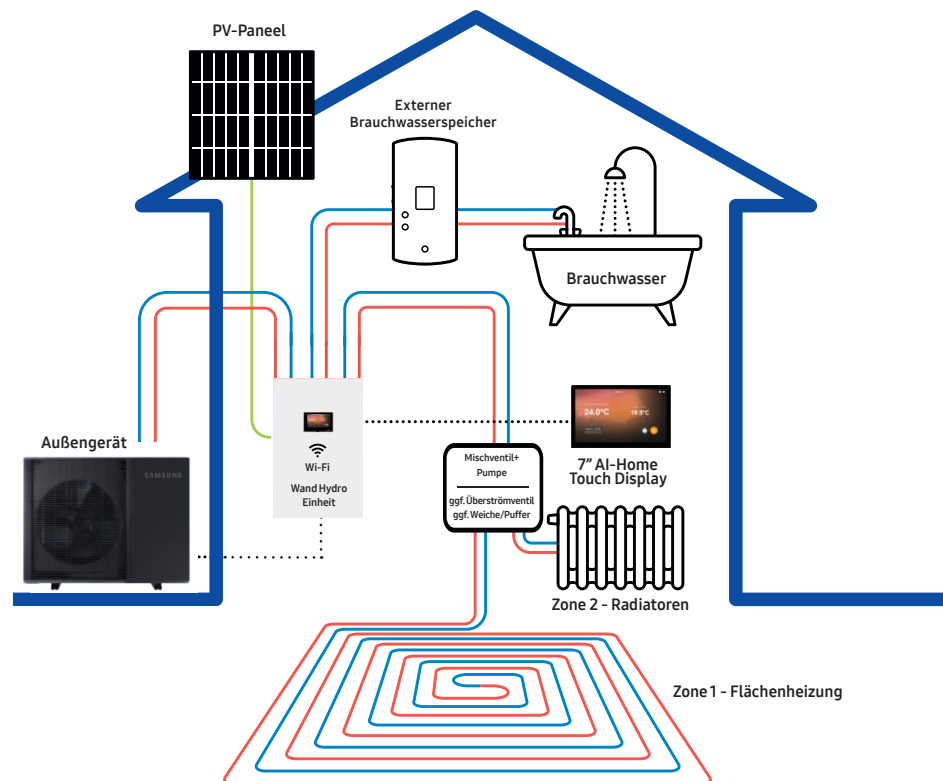 PV-Paneel
Externer
Brauchwasserspeicher
Brauchwasser
Außengerät
SAMSUNG
Wi-Fi
Wand Hydro
Einheit
24.0°C
19.5°C
7” AI-Home
Touch Display
Mischventil+
Pumpe
ggf. Überströmventil
ggf. Weiche/Puffer
Zone 2 - Radiatoren
Zone 1 - Flächenheizung